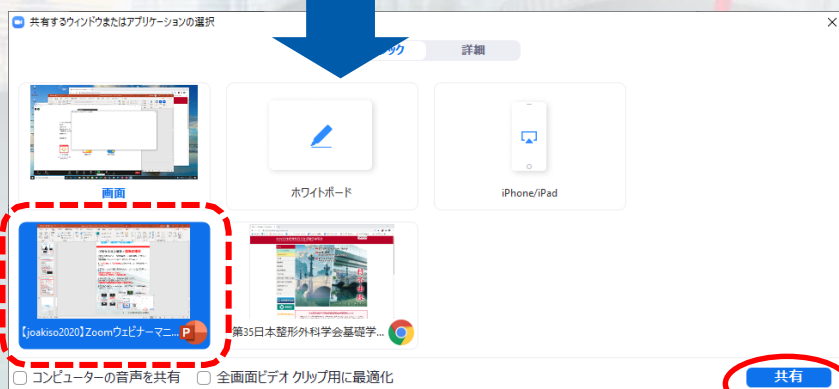 共有するウィンドウまたはアプリケーションの選択
詳細
画面
ホワイトボード
iPhone/iPad
【joakiso2020】Zoomウェビナーマニ...
第35日本整形外科学会基礎学...
コンピューターの音声を共有
全画面ビデオ クリップ用に最適化
共有